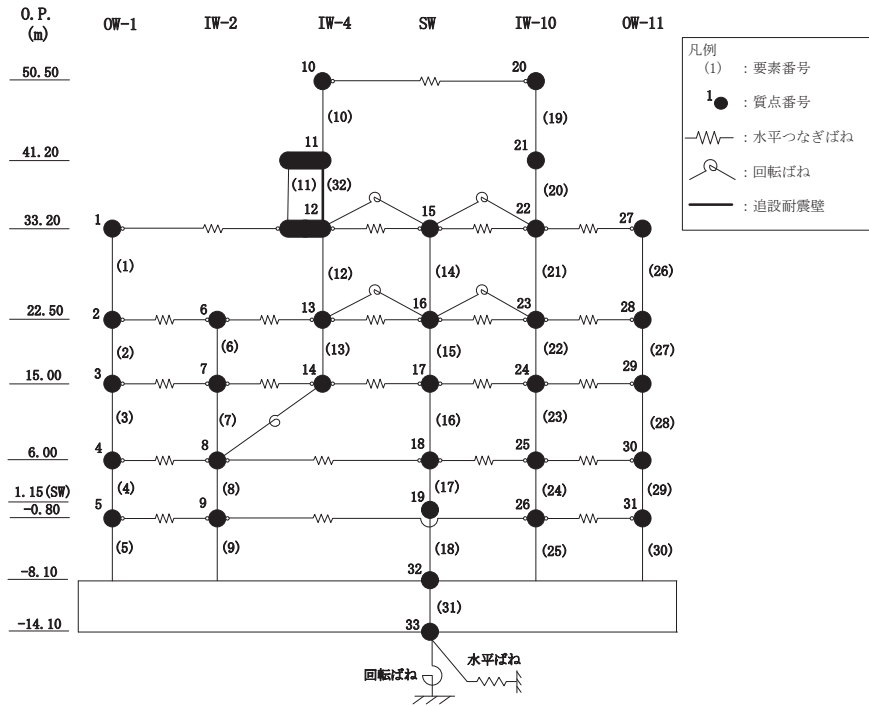 O.P.
(m)
OW-1 IW-2 IW-4 SW IW-10 OW-11
凡例
(1) : 要素番号
1 : 質点番号
: 水平つなぎばね
: 回転ばね
: 追設耐震壁
50.50 10 20
(10) (19)
41.20 11 21
(11) (32) (20)
33.20 1 12 15 22 27
(1) (12) (14) (21) (26)
22.50 2 6 13 16 23 28
(2) (6) (13) (15) (22) (27)
15.00 3 7 14 17 24 29
(3) (7) (16) (23) (28)
6.00 4 8 18 25 30
(4) (8) (17) (24) (29)
1.15(SW) 19
-0.80 5 9 26 31
(5) (9) (18) (25) (30)
-8.10 32
(31)
-14.10 33
水平ばね
回転ばね